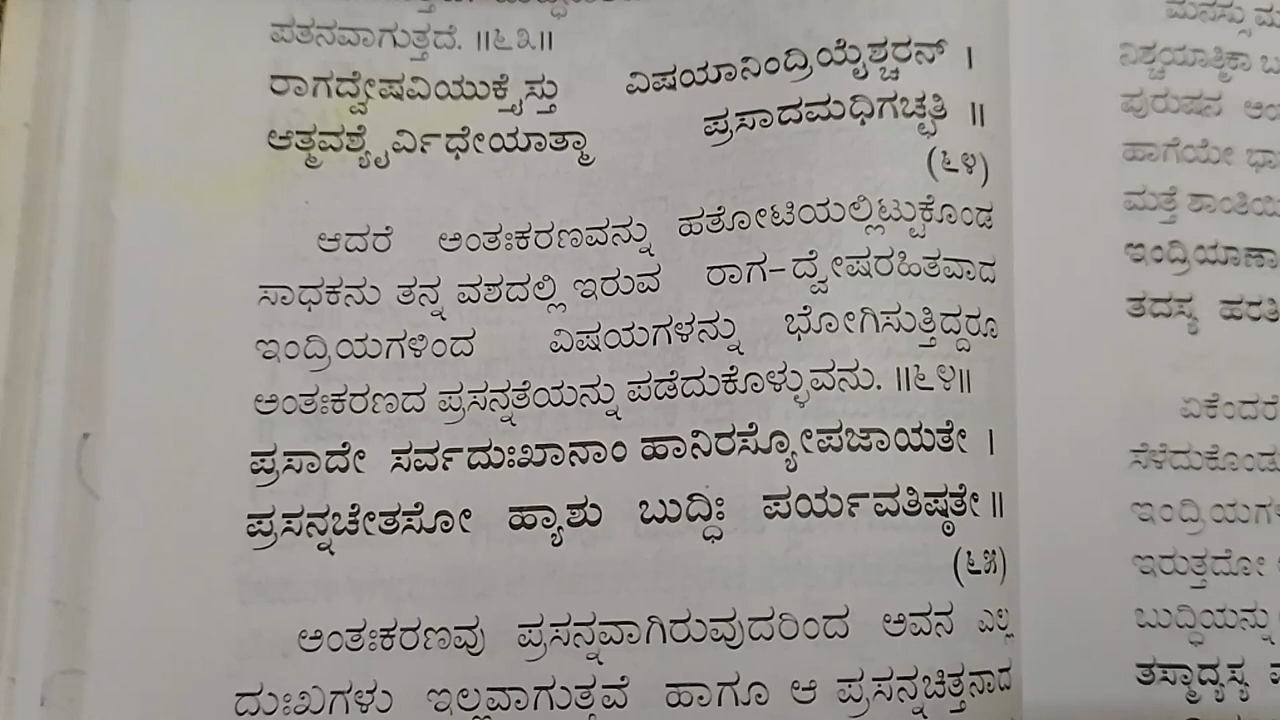 ಪತನವಾಗುತ್ತದೆ. ॥೬೩॥
ರಾಗದ್ವೇಷವಿಯುಕ್ತೈಸ್ತು ವಿಷಯಾನಿಂದ್ರಿಯೈಶ್ಚರನ್ ।
ಆತ್ಮವಶ್ಯೈರ್ವಿಧೇಯಾತ್ಮಾ ಪ್ರಸಾದಮಧಿಗಚ್ಛತಿ ॥
(೬೪)
ಆದರೆ ಅಂತಃಕರಣವನ್ನು ಹತೋಟಿಯಲ್ಲಿಟ್ಟುಕೊಂಡ
ಸಾಧಕನು ತನ್ನ ವಶದಲ್ಲಿ ಇರುವ ರಾಗ-ದ್ವೇಷರಹಿತವಾದ
ಇಂದ್ರಿಯಗಳಿಂದ ವಿಷಯಗಳನ್ನು ಭೋಗಿಸುತ್ತಿದ್ದರೂ
ಅಂತಃಕರಣದ ಪ್ರಸನ್ನತೆಯನ್ನು ಪಡೆದುಕೊಳ್ಳುವನು. ॥೬೪॥
ಪ್ರಸಾದೇ ಸರ್ವದುಃಖಾನಾಂ ಹಾನಿರಸ್ಯೋಪಜಾಯತೇ ।
ಪ್ರಸನ್ನಚೇತಸೋ ಹ್ಯಾಶು ಬುದ್ಧಿಃ ಪರ್ಯವತಿಷ್ಠತೇ ॥
(೬೫)
ಅಂತಃಕರಣವು ಪ್ರಸನ್ನವಾಗಿರುವುದರಿಂದ ಅವನ ಎಲ್ಲ
ದುಃಖಗಳು ಇಲ್ಲವಾಗುತ್ತವೆ ಹಾಗೂ ಆ ಪ್ರಸನ್ನಚಿತ್ತನಾದ
ಮನಸ್ಸು
ನಿಶ್ಚಯಾತ್ಮಿಕಾ
ಪುರುಷನ
ಹಾಗೆಯೇ
ಮತ್ತೆ
ಇಂದ್ರಿಯಾಣಾ
ತದಸ್ಯ ಹರತಿ
ಏಕೆಂದರೆ
ಸೆಳೆದುಕೊಂಡು
ಇಂದ್ರಿಯಗಳ
ಇರುತ್ತದೋ
ಬುದ್ಧಿಯನ್ನು
ತಸ್ಮಾದ್ಯಸ್ಯ